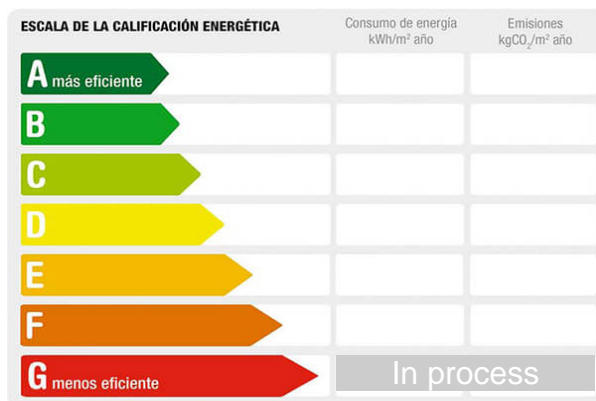 ESCALA DE LA CALIFICACIÓN ENERGÉTICA
Consumo de energía
kWh/m² año
Emisiones
kgCO₂/m² año
A más eficiente
B
C
D
E
F
G menos eficiente
In process